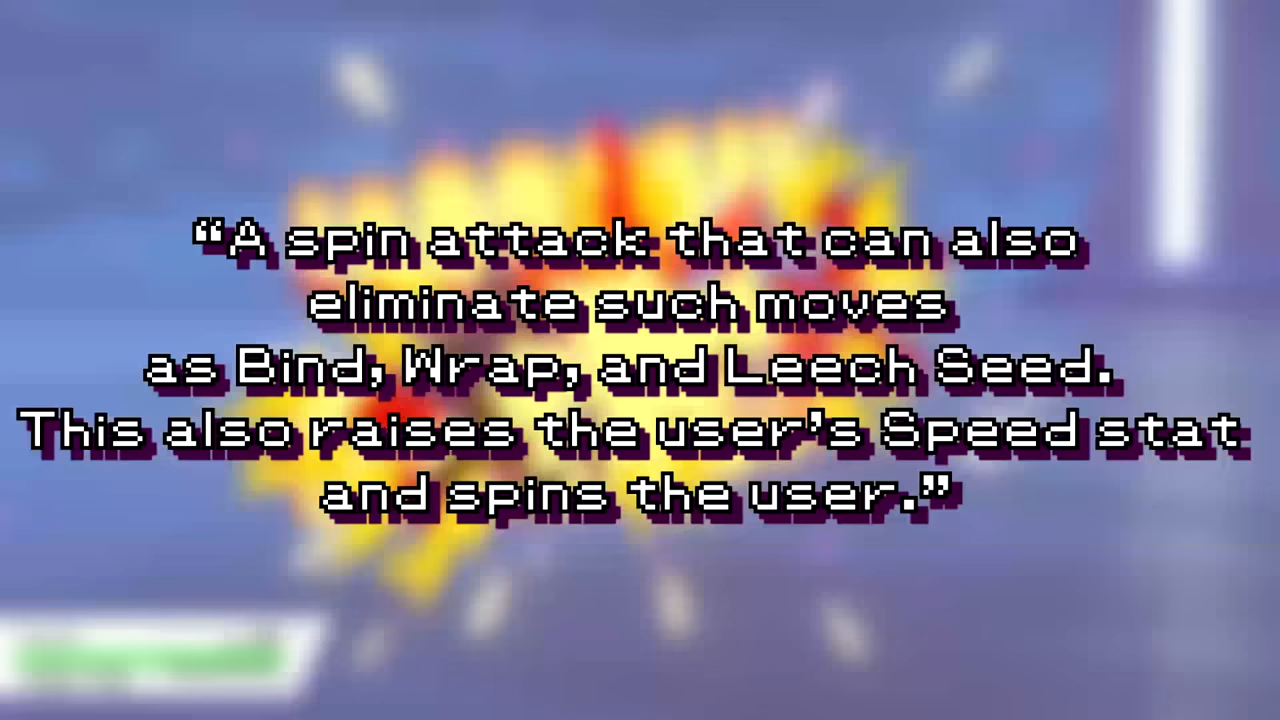 “A spin attack that can also
eliminate such moves
as Bind, Wrap, and Leech Seed.
This also raises the user’s Speed stat
and spins the user.”